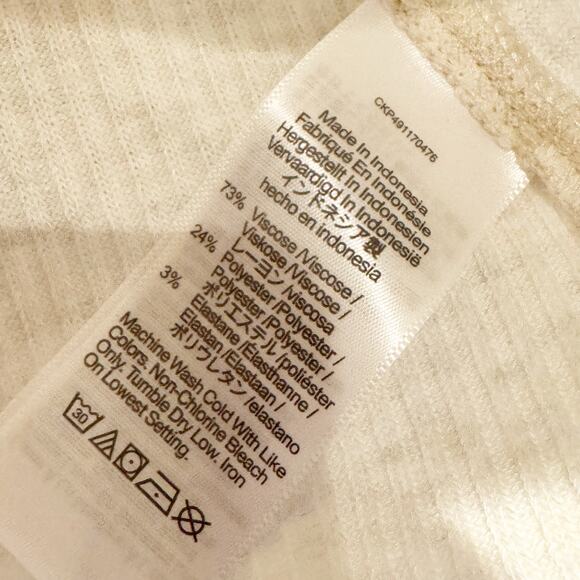 CKP491170476
Made In Indonesia
Fabriqué En Indonésie
Hergestellt In Indonesien
Vervaardigd In Indonesië
インドネシア製
hecho en indonesia
73% Viscose /Viscose /
Viskose /Viscose /
レーヨン /viscosa
24% Polyester /Polyester /
Polyester /Polyester /
ポリエステル /poliéster
3% Elastane /Élasthanne /
Elastan /Elastaan /
ポリウレタン /elastano
Machine Wash Cold With Like
Colors. Non-Chlorine Bleach
Only. Tumble Dry Low. Iron
On Lowest Setting.
30